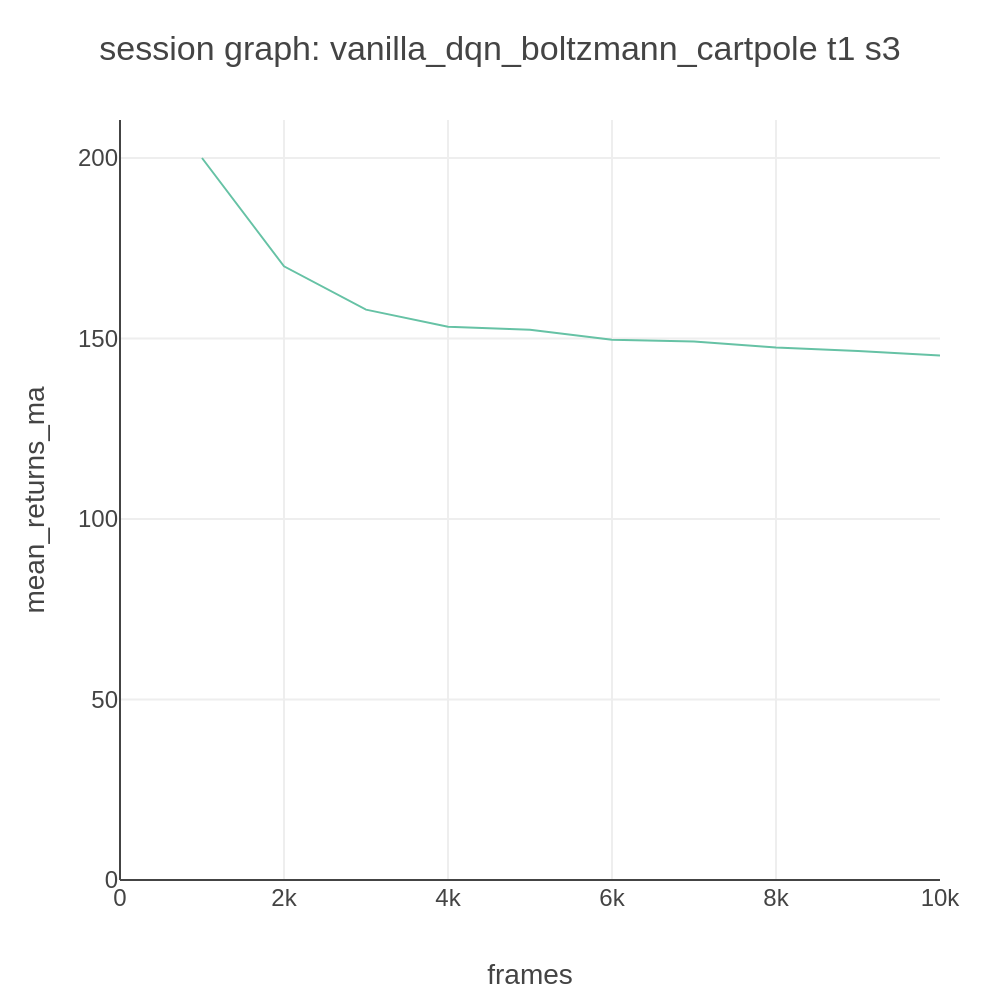 session graph: vanilla_dqn_boltzmann_cartpole t1 s3
mean_returns_ma
200
150
100
50
0
0 2k 4k 6k 8k 10k
frames